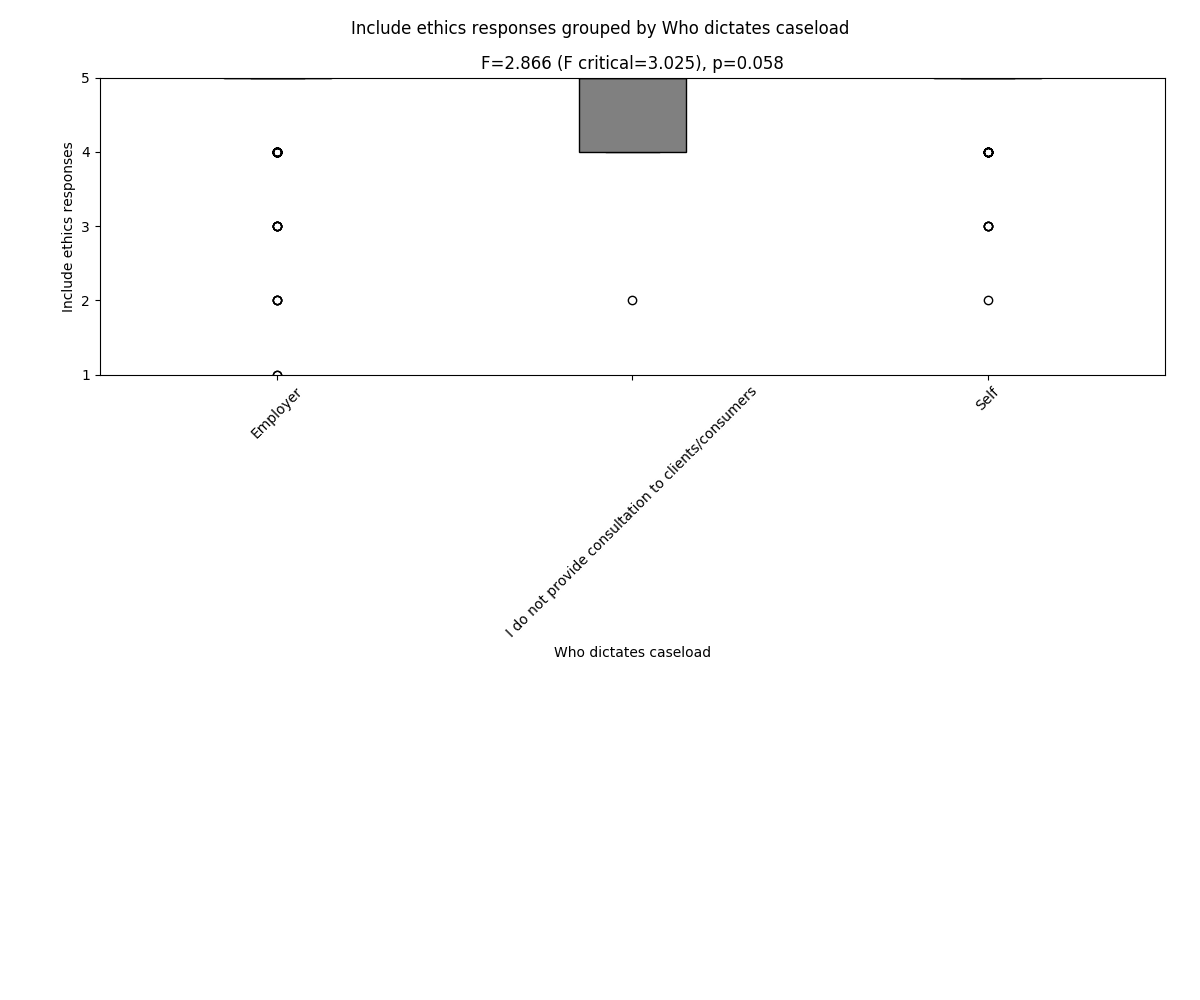 Include ethics responses grouped by Who dictates caseload
F=2.866 (F critical=3.025), p=0.058
5
4
3
2
1
Include ethics responses
Employer
I do not provide consultation to clients/consumers
Self
Who dictates caseload